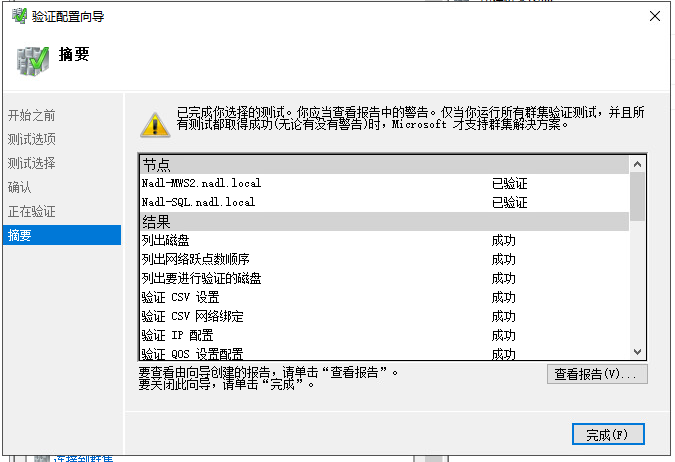 验证配置向导
摘要
开始之前
测试选项
测试选择
确认
正在验证
摘要
已完成你选择的测试。你应当查看报告中的警告。仅当你运行所有群集验证测试，并且所
有测试都取得成功(无论有没有警告)时，Microsoft 才支持群集解决方案。
节点
Nadl-MWS2.nadl.local 已验证
Nadl-SQL.nadl.local 已验证
结果
列出磁盘 成功
列出网络跃点数顺序 成功
列出要进行验证的磁盘 成功
验证 CSV 设置 成功
验证 CSV 网络绑定 成功
验证 IP 配置 成功
验证 QOS 设置配置 成功
要查看由向导创建的报告，请单击“查看报告”。
要关闭此向导，请单击“完成”。
查看报告(V)...
完成(F)
连接到群集